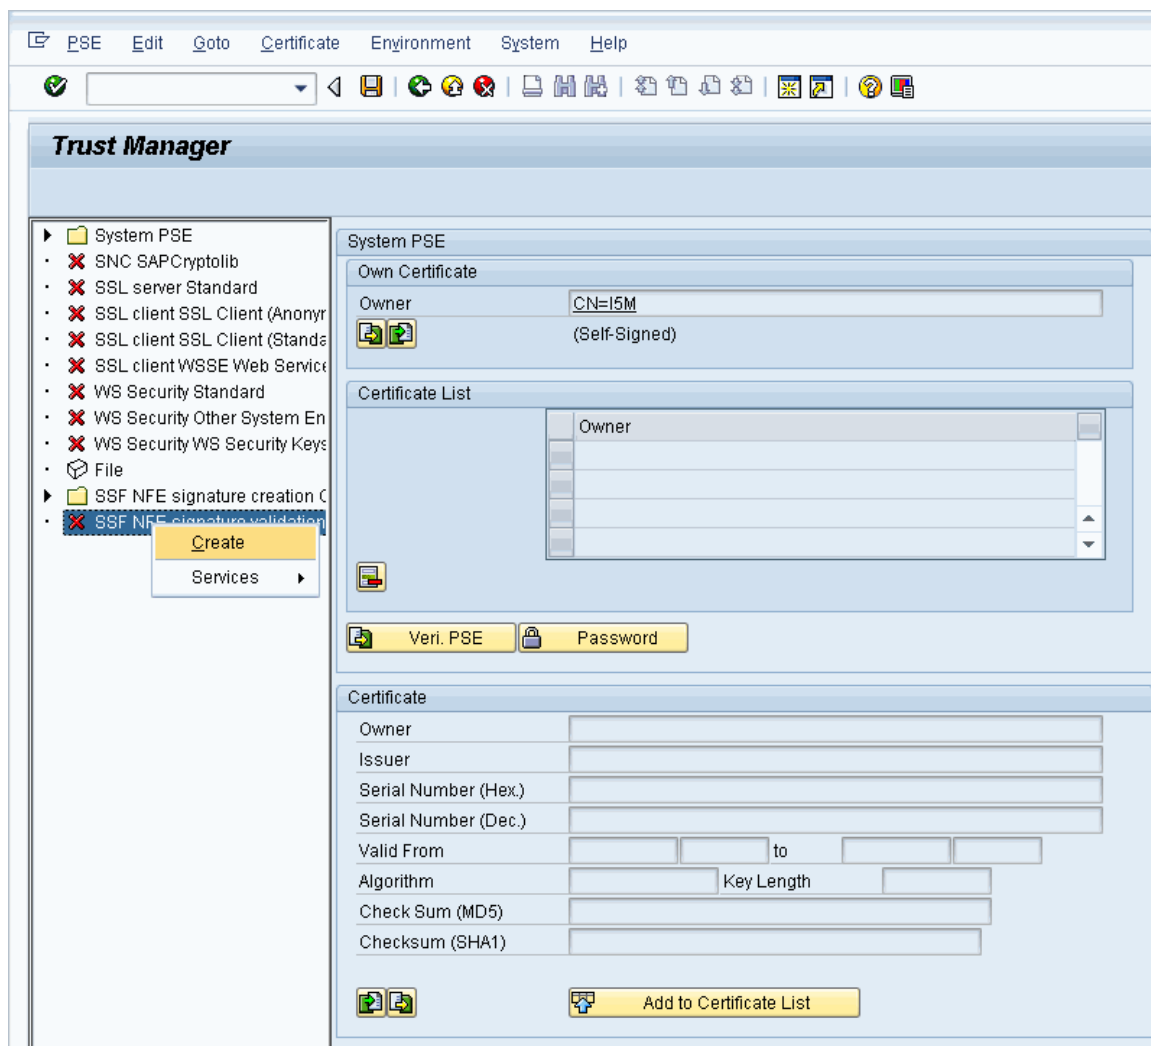 PSE Edit Goto Certificate Environment System Help
Trust Manager
System PSE
SNC SAPCryptolib
SSL server Standard
SSL client SSL Client (Anonyr
SSL client SSL Client (Standa
SSL client WSSE Web Service
WS Security Standard
WS Security Other System En
WS Security WS Security Keys
File
SSF NFE signature creation C
SSF NFE signature validation
Create
Services
System PSE
Own Certificate
Owner CN=I5M
(Self-Signed)
Certificate List
Owner
Veri. PSE Password
Certificate
Owner
Issuer
Serial Number (Hex.)
Serial Number (Dec.)
Valid From to
Algorithm Key Length
Check Sum (MD5)
Checksum (SHA1)
Add to Certificate List